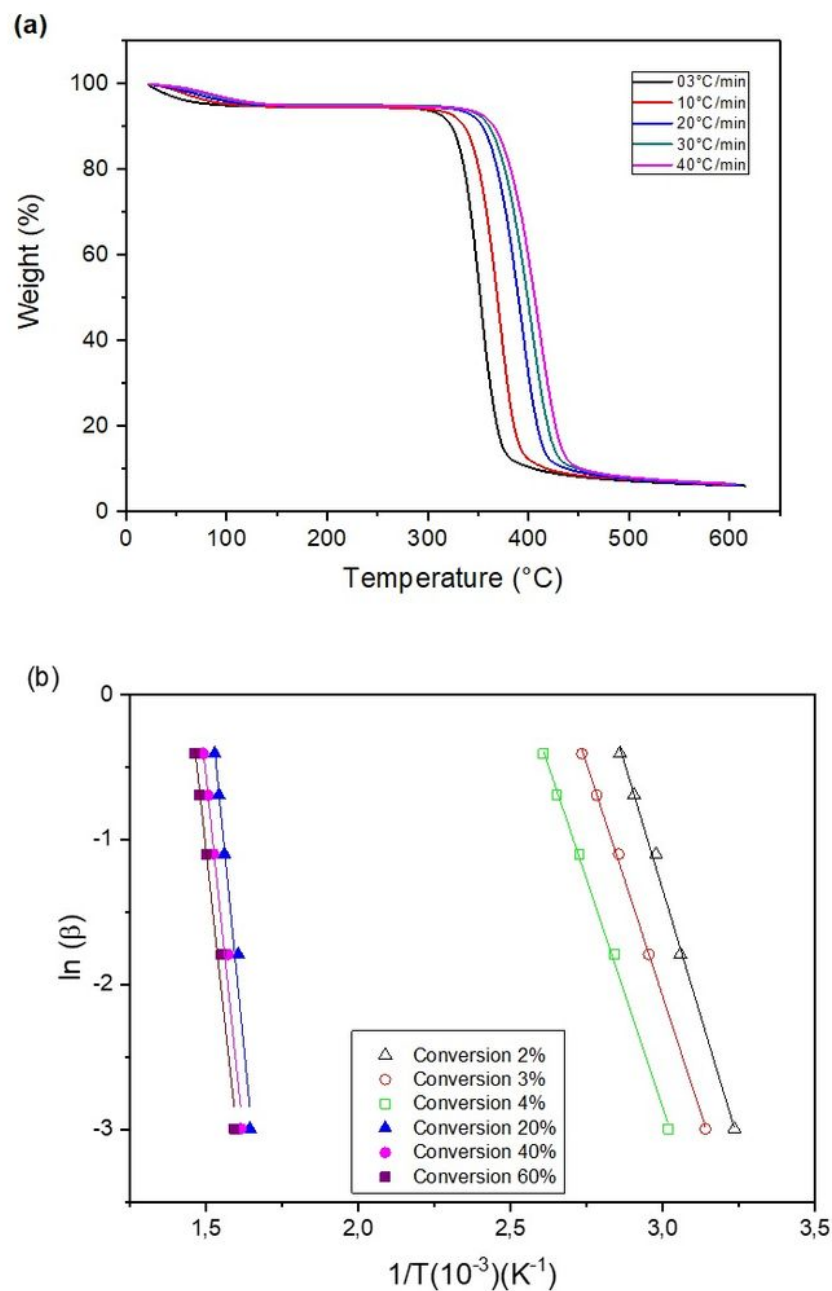 (a)
100
80
60
40
20
0
Weight (%)
03°C/min
10°C/min
20°C/min
30°C/min
40°C/min
0 100 200 300 400 500 600
Temperature (°C)
(b)
0
-1
-2
-3
ln (β)
Conversion 2%
Conversion 3%
Conversion 4%
Conversion 20%
Conversion 40%
Conversion 60%
1,5 2,0 2,5 3,0 3,5
1/T(10⁻³)(K⁻¹)